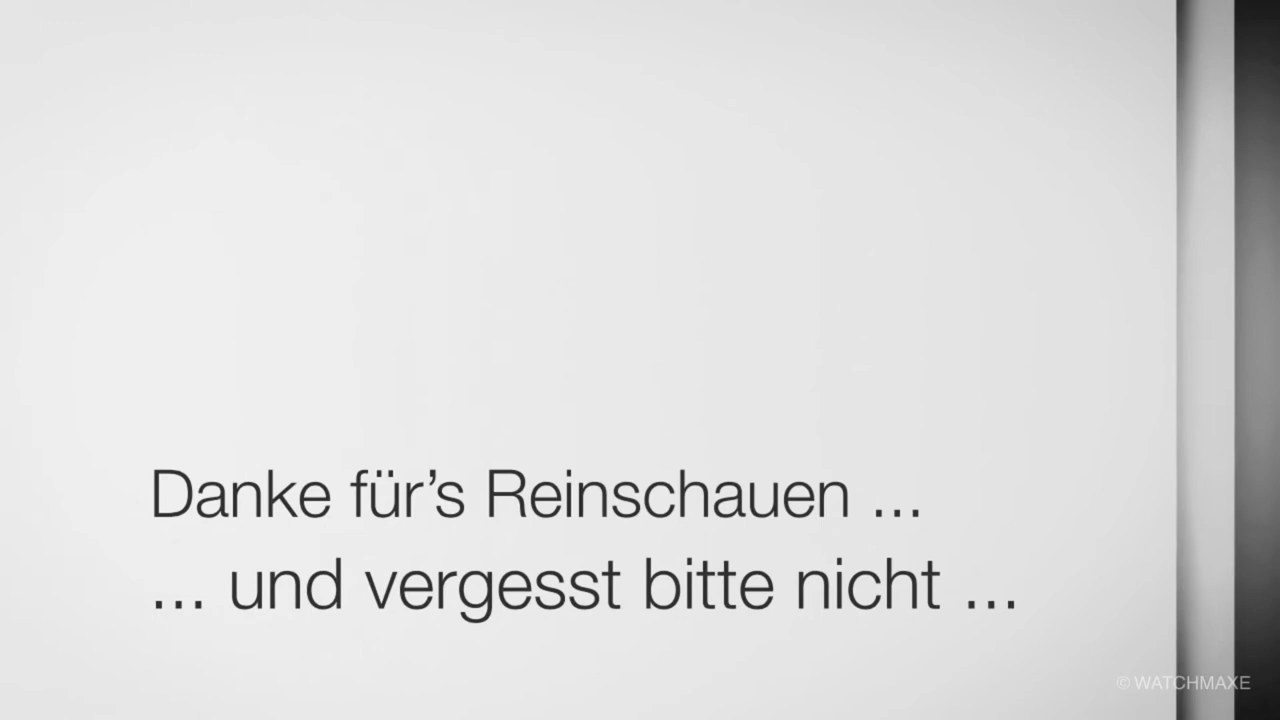 Danke für’s Reinschauen ...
... und vergesst bitte nicht ...
© WATCHMAXE